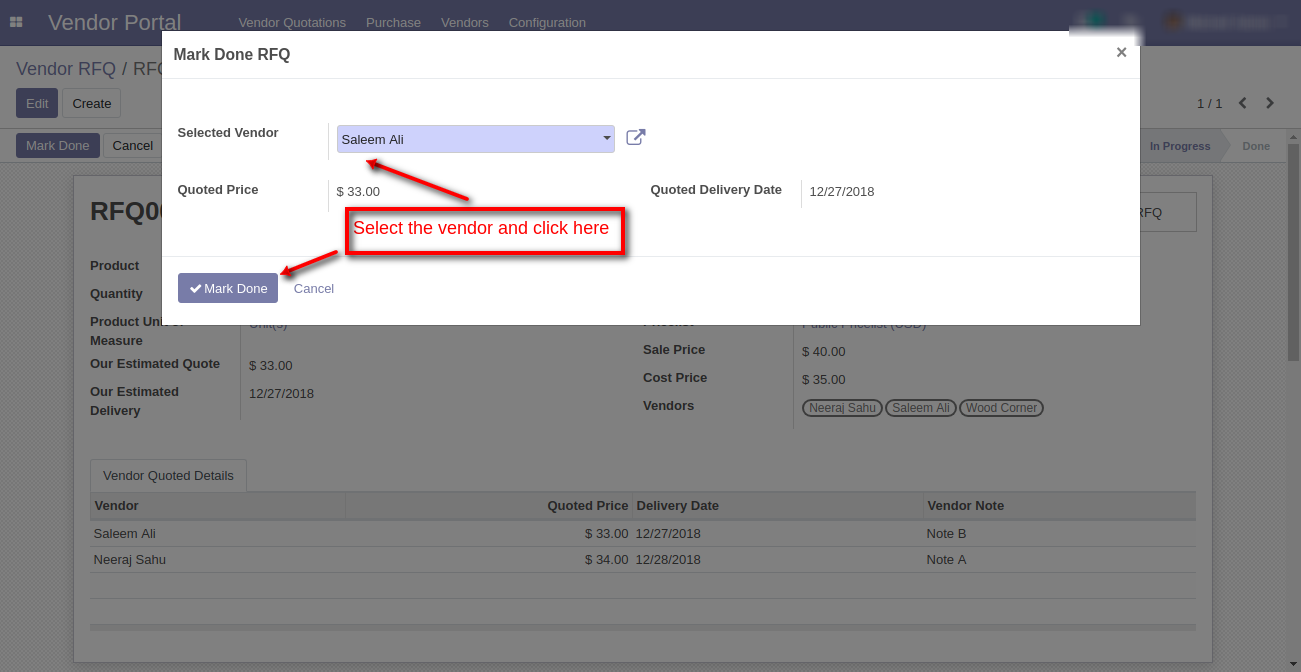 Vendor Portal Vendor Quotations Purchase Vendors Configuration
Mark Done RFQ ×
Vendor RFQ /
Edit Create 1 / 1
Selected Vendor Saleem Ali
Mark Done Cancel In Progress Done
Quoted Price $ 33.00 Quoted Delivery Date 12/27/2018
Select the vendor and click here
Mark Done Cancel
Product
Quantity
Product
Measure
Our Estimated Quote $ 33.00
Our Estimated 12/27/2018
Delivery
Public Pricelist (USD)
Sale Price $ 40.00
Cost Price $ 35.00
Vendors Neeraj Sahu Saleem Ali Wood Corner
Vendor Quoted Details
Vendor Quoted Price Delivery Date Vendor Note
Saleem Ali $ 33.00 12/27/2018 Note B
Neeraj Sahu $ 34.00 12/28/2018 Note A